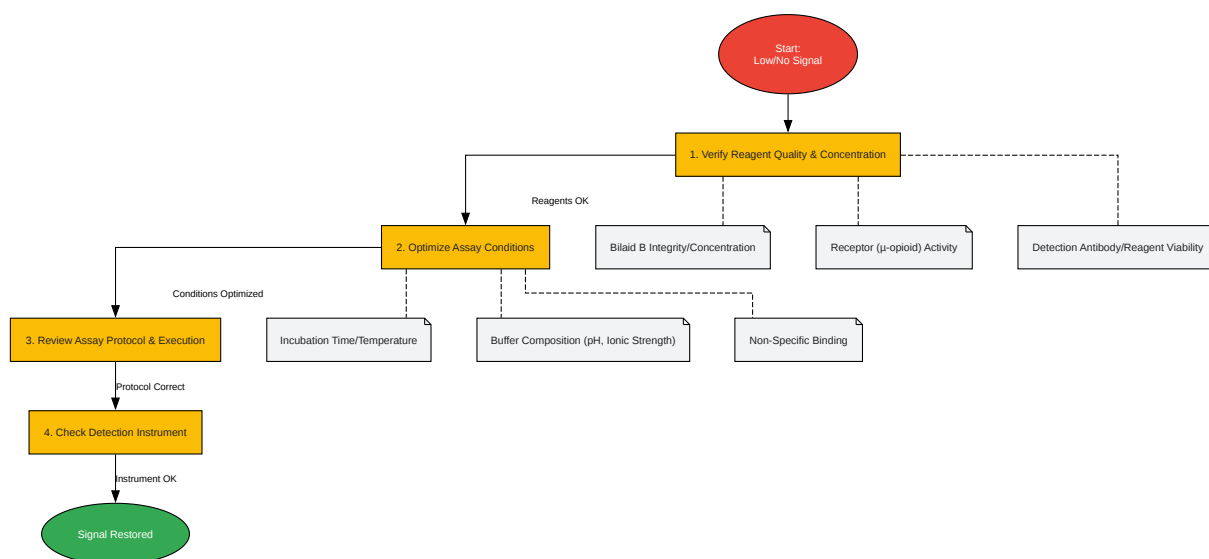 Start:
Low/No Signal
1. Verify Reagent Quality & Concentration
Reagents OK
2. Optimize Assay Conditions
Bilaid B Integrity/Concentration
Receptor (μ-opioid) Activity
Detection Antibody/Reagent Viability
Conditions Optimized
3. Review Assay Protocol & Execution
Incubation Time/Temperature
Buffer Composition (pH, Ionic Strength)
Non-Specific Binding
Protocol Correct
4. Check Detection Instrument
Instrument OK
Signal Restored